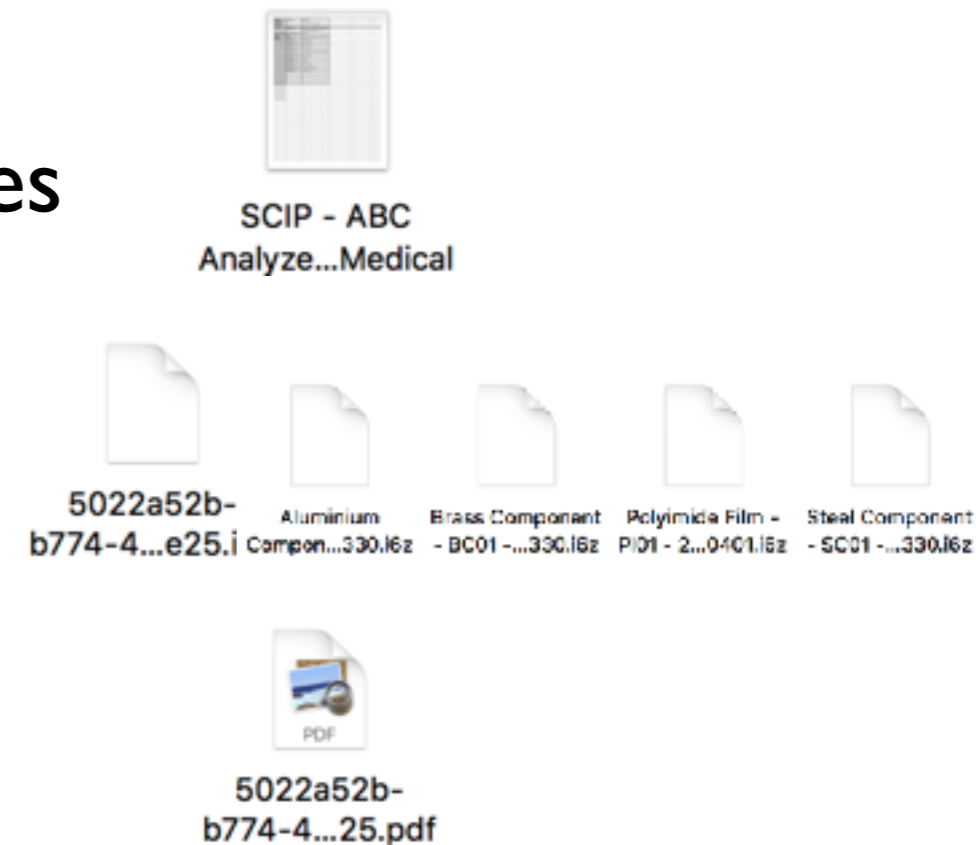 es
SCIP - ABC
Analyze...Medical
5022a52b-
b774-4...e25.i
Aluminium
Compon...330.i6z
Brass Component
- BC01 -...330.i6z
Polyimide Film -
PI01 - 2...0401.i6z
Steel Component
- SC01 -...330.i6z
PDF
5022a52b-
b774-4...25.pdf